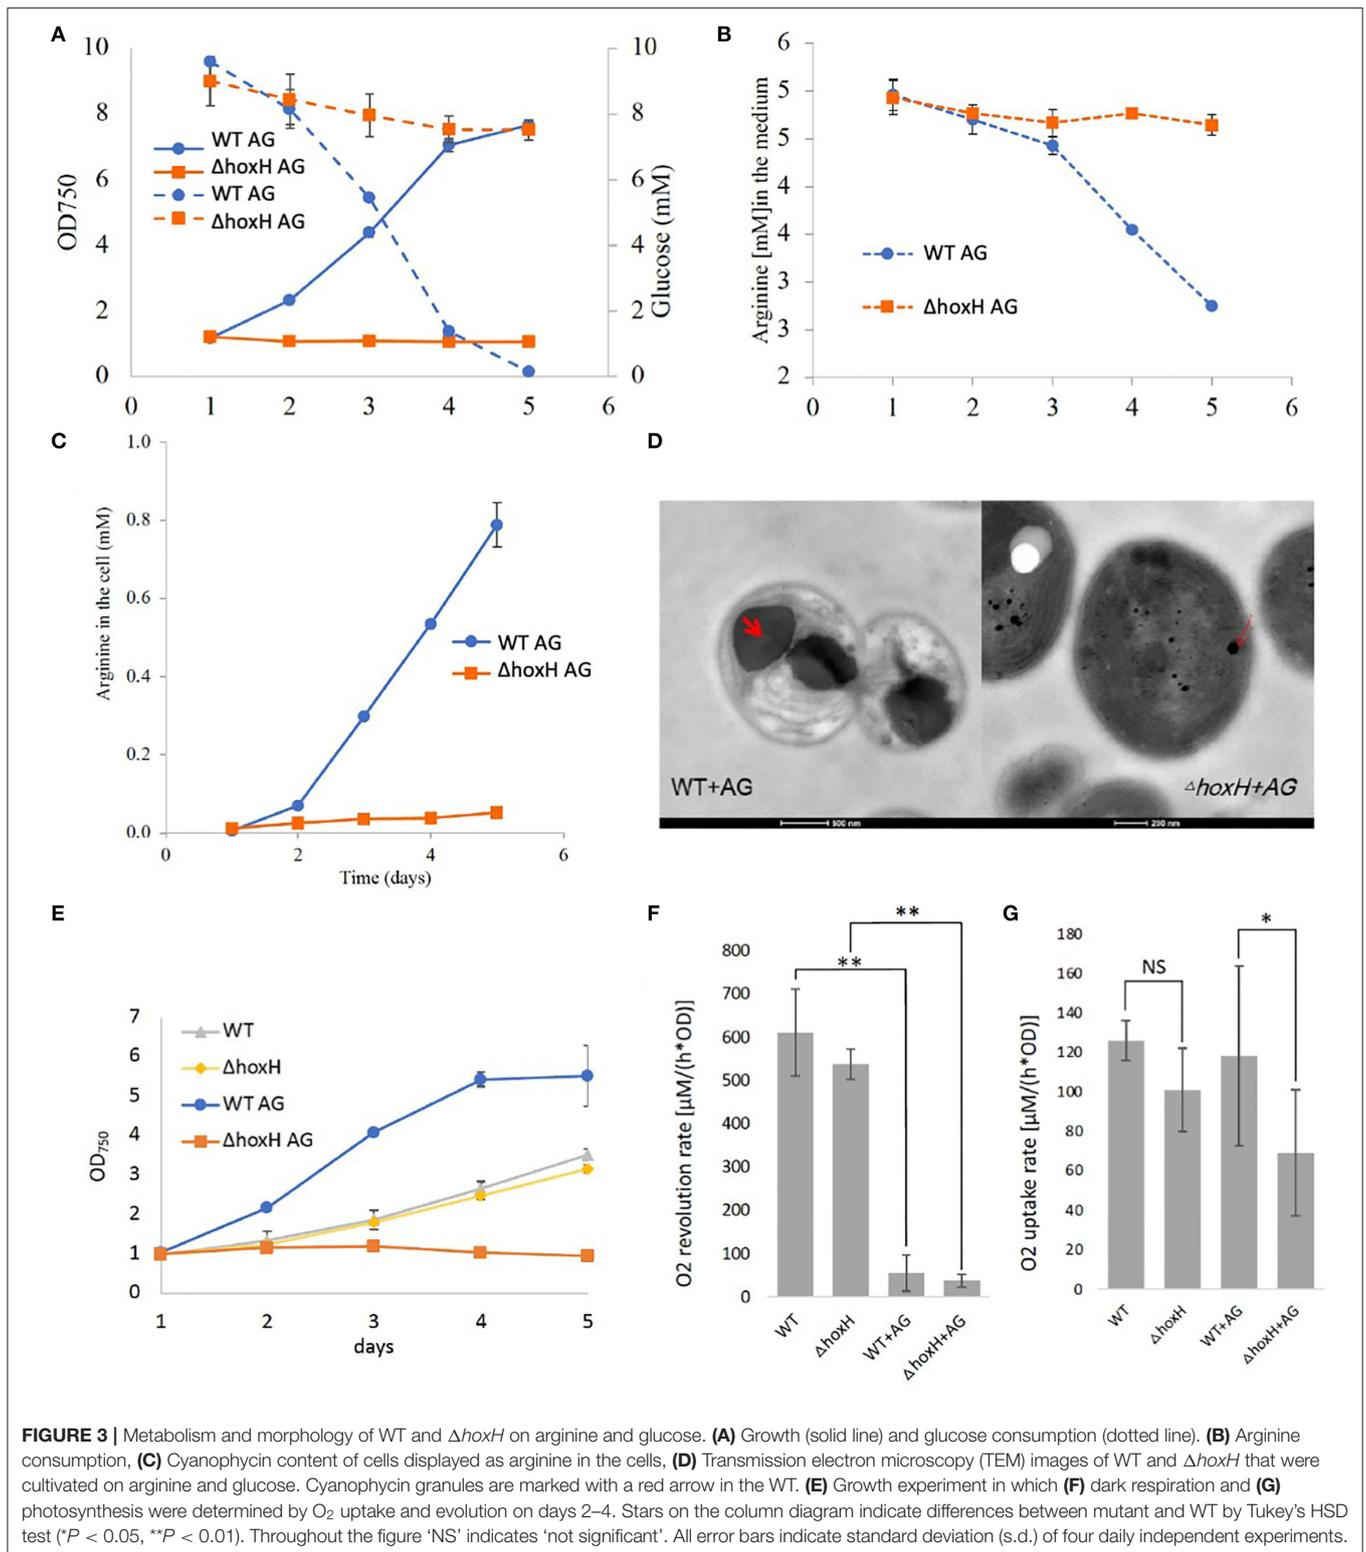 A
10
8
6
4
2
0
OD750
WT AG
ΔhoxH AG
WT AG
ΔhoxH AG
10
8
6
4
2
0
Glucose (mM)
0 1 2 3 4 5 6
B
6
5
5
4
4
3
3
2
Arginine [mM]in the medium
WT AG
ΔhoxH AG
0 1 2 3 4 5 6
C
1.0
0.8
0.6
0.4
0.2
0.0
Arginine in the cell (mM)
WT AG
ΔhoxH AG
0 2 4 6
Time (days)
D
WT+AG
ΔhoxH+AG
500 nm
200 nm
E
7
6
5
4
3
2
1
0
OD750
WT
ΔhoxH
WT AG
ΔhoxH AG
1 2 3 4 5
days
F
**
**
800
700
600
500
400
300
200
100
0
O2 revolution rate [µM/(h*OD)]
WT
ΔhoxH
WT+AG
ΔhoxH+AG
G
*
NS
180
160
140
120
100
80
60
40
20
0
O2 uptake rate [µM/(h*OD)]
WT
ΔhoxH
WT+AG
ΔhoxH+AG
FIGURE 3 | Metabolism and morphology of WT and ΔhoxH on arginine and glucose. (A) Growth (solid line) and glucose consumption (dotted line). (B) Arginine
consumption, (C) Cyanophycin content of cells displayed as arginine in the cells, (D) Transmission electron microscopy (TEM) images of WT and ΔhoxH that were
cultivated on arginine and glucose. Cyanophycin granules are marked with a red arrow in the WT. (E) Growth experiment in which (F) dark respiration and (G)
photosynthesis were determined by O2 uptake and evolution on days 2–4. Stars on the column diagram indicate differences between mutant and WT by Tukey's HSD
test (*P < 0.05, **P < 0.01). Throughout the figure 'NS' indicates 'not significant'. All error bars indicate standard deviation (s.d.) of four daily independent experiments.